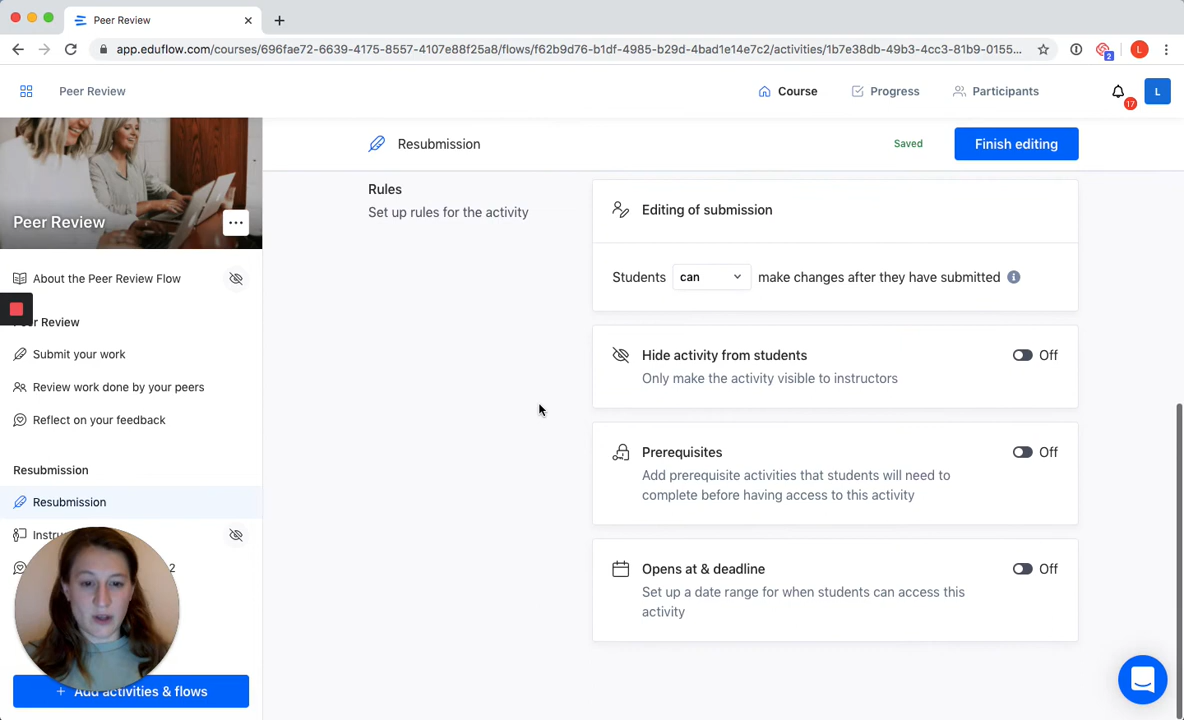 Peer Review
app.eduflow.com/courses/696fae72-6639-4175-8557-4107e88f25a8/flows/f62b9d76-b1df-4985-b29d-4bad1e14e7c2/activities/1b7e38db-49b3-4cc3-81b9-0155...
2
L
Peer Review
Course
Progress
Participants
17
L
Peer Review
About the Peer Review Flow
Review
Submit your work
Review work done by your peers
Reflect on your feedback
Resubmission
Resubmission
2
+ Add activities & flows
Resubmission
Saved
Finish editing
Rules
Set up rules for the activity
Editing of submission
Students can make changes after they have submitted
Hide activity from students
Off
Only make the activity visible to instructors
Prerequisites
Off
Add prerequisite activities that students will need to
complete before having access to this activity
Opens at & deadline
Off
Set up a date range for when students can access this
activity